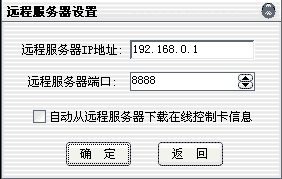 远程服务器设置
远程服务器IP地址: 192.168.0.1
远程服务器端口: 8888
自动从远程服务器下载在线控制卡信息
确 定 返 回